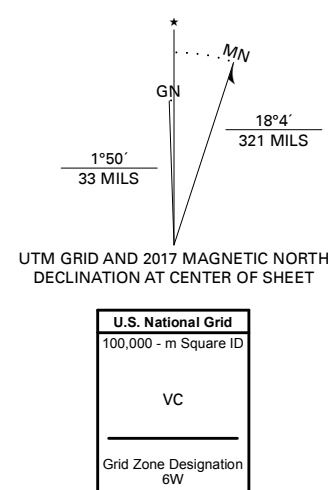 ★
MN
GN
18°4´
321 MILS
1°50´
33 MILS
UTM GRID AND 2017 MAGNETIC NORTH
DECLINATION AT CENTER OF SHEET
U.S. National Grid
100,000 - m Square ID
VC
Grid Zone Designation
6W